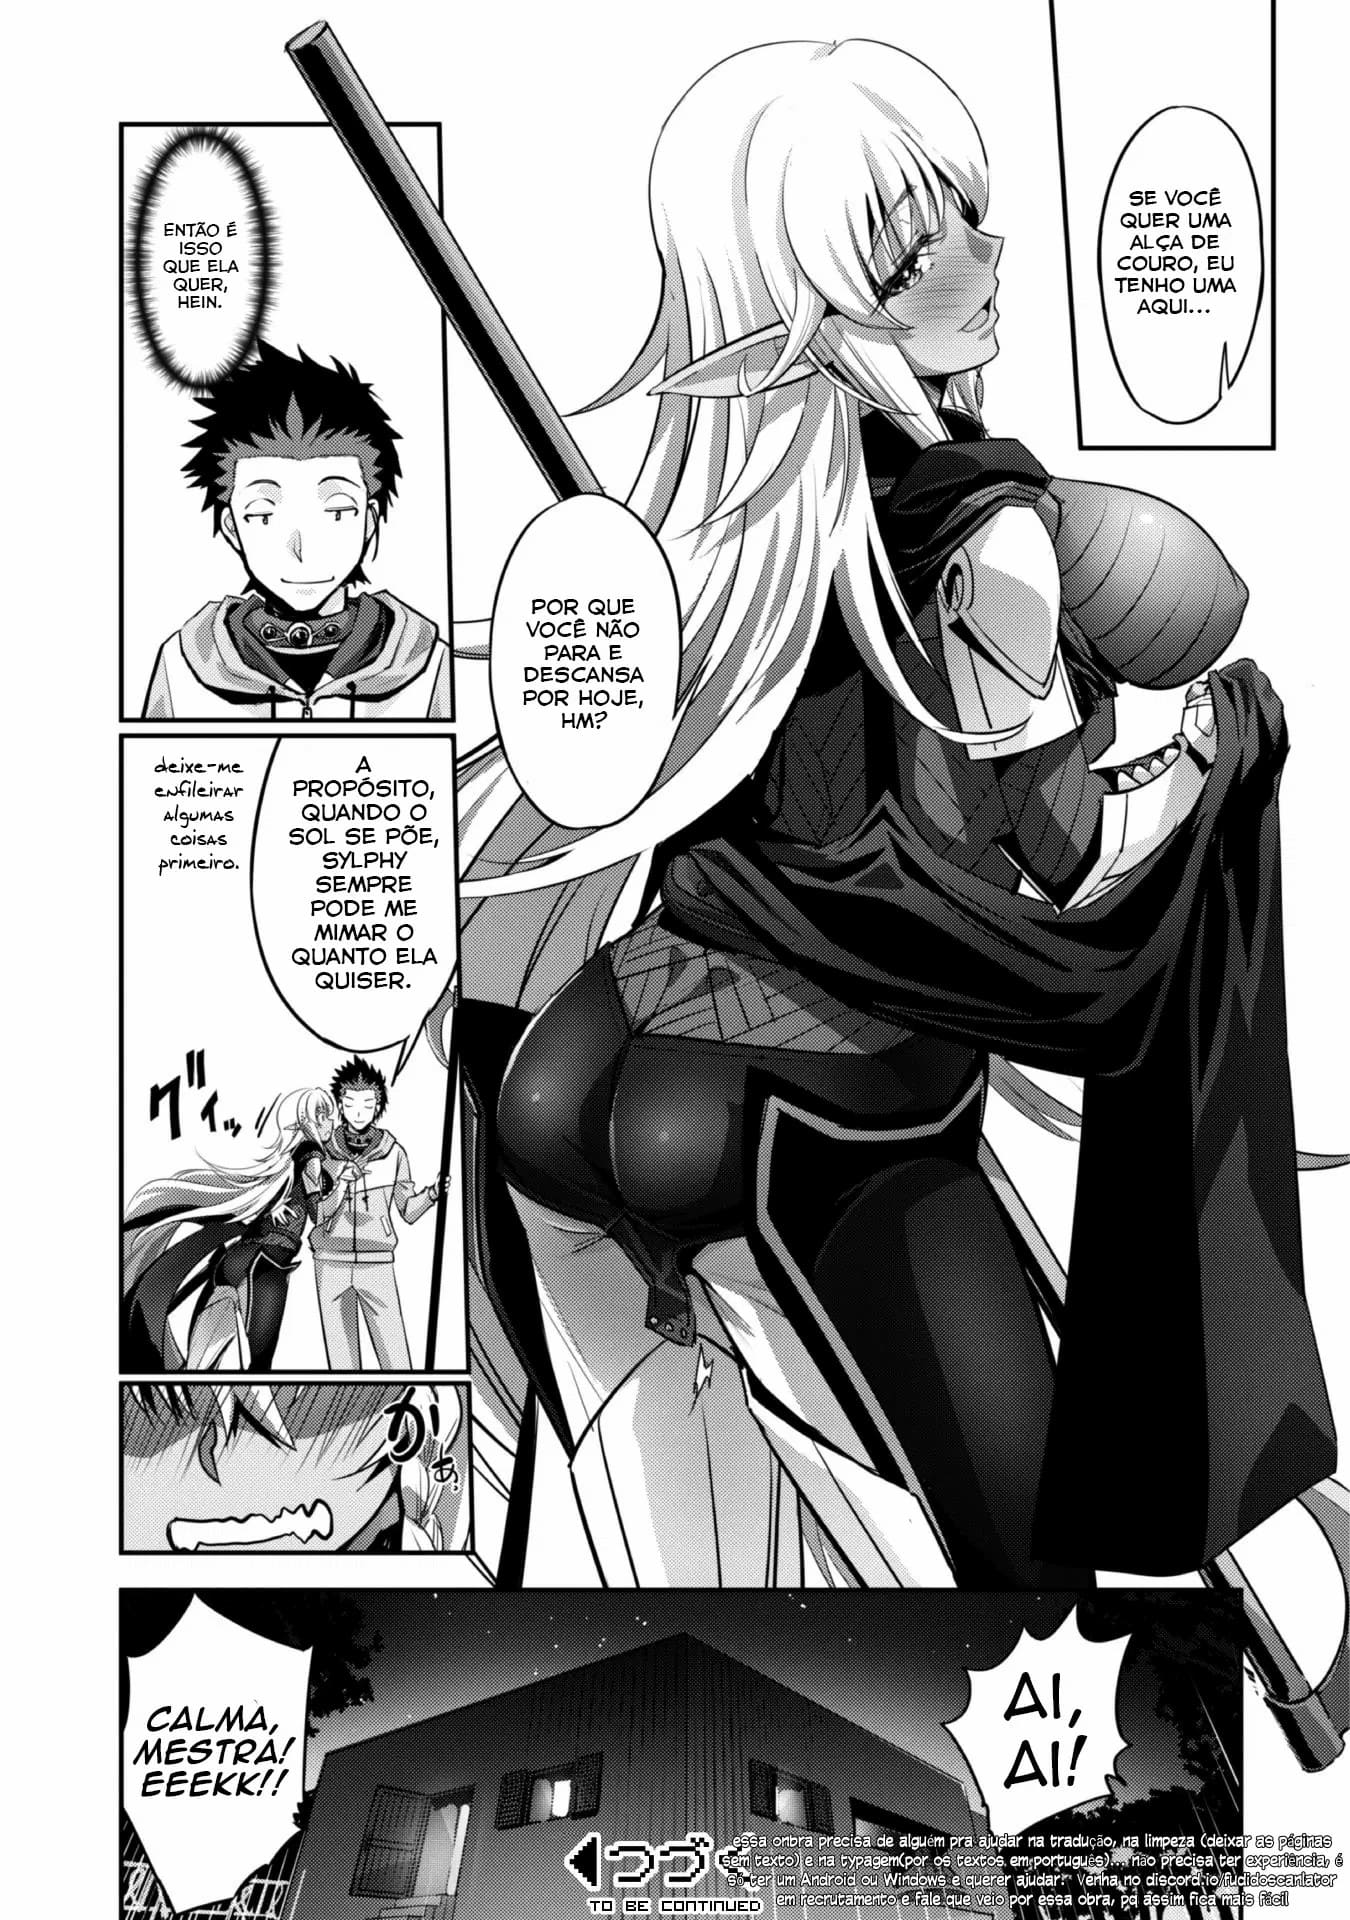 SE VOCÊ
QUER UMA
ALÇA DE
COURO, EU
TENHO UMA
AQUI...
POR QUE
VOCÊ NÃO
PARA E
DESCANSA
POR HOJE,
HM?
ENTÃO É
ISSO
QUE ELA
QUER,
HEIN.
A
PROPÓSITO,
QUANDO O
SOL SE PÕE,
SYLPHY
SEMPRE
PODE ME
MIMAR O
QUANTO ELA
QUISER.
deixe-me
enfileirar
algumas
coisas
primeiro.
グイッ
かぁ。
AI,
AI!
CALMA,
MESTRA!
EEEKK!!
つづく
TO BE CONTINUED
essa onbra precisa de alguém pra ajudar na tradução, na limpeza (deixar as páginas
sem texto) e na typagem(por os textos em português)... não precisa ter experiência, é
só ter um Android ou Windows e querer ajudar! Venha no discord.io/fudidoscanlator
em recrutamento e fale que veio por essa obra, pq assim fica mais fácil